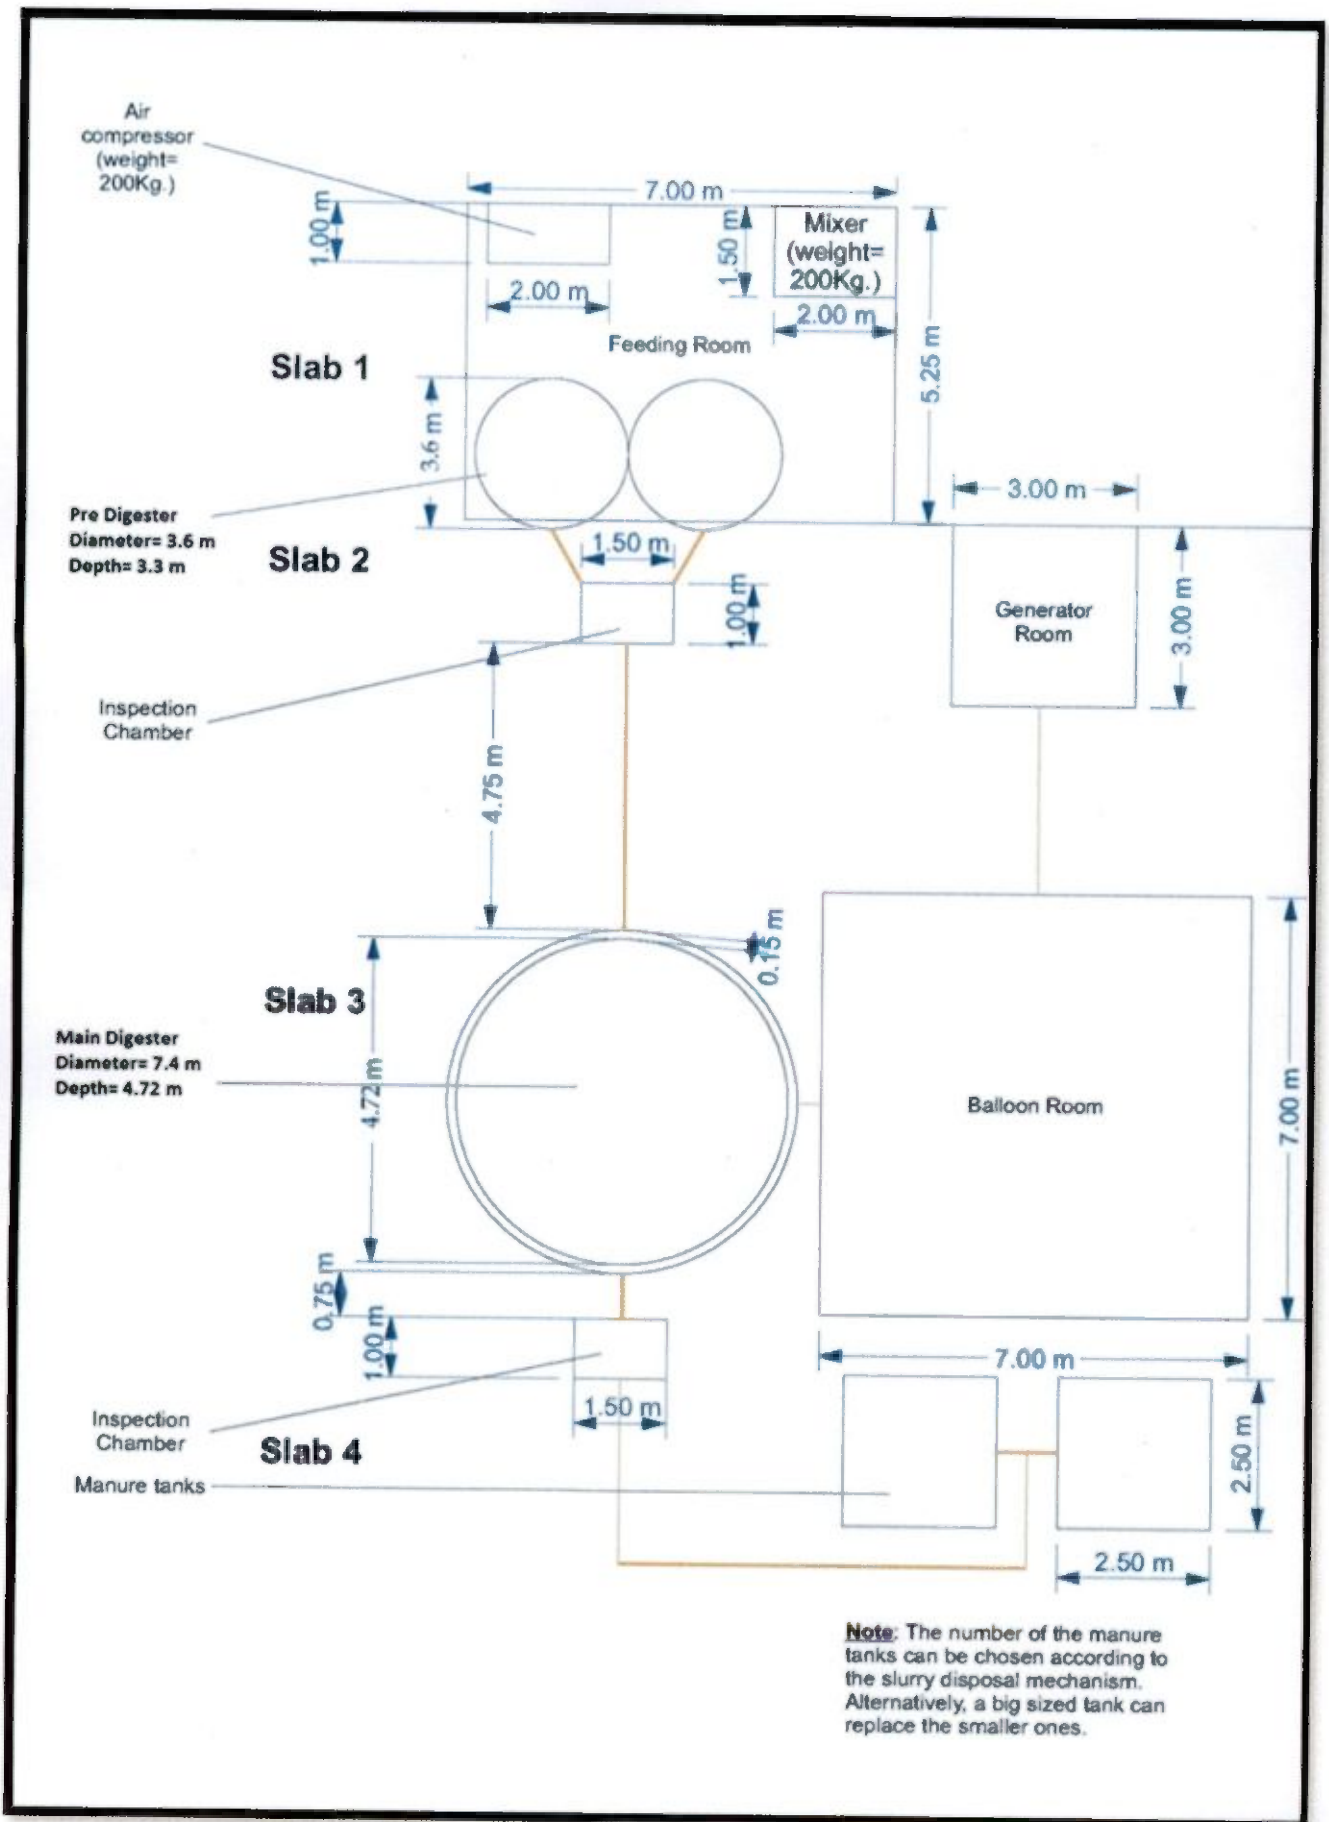 Air
compressor
(weight=
200Kg.)
7.00 m
1.00 m
2.00 m
1.50 m
Mixer
(weight=
200Kg.)
2.00 m
Feeding Room
5.25 m
Slab 1
3.6 m
Pre Digester
Diameter= 3.6 m
Depth= 3.3 m
Slab 2
1.50 m
1.00 m
3.00 m
Generator
Room
3.00 m
Inspection
Chamber
4.75 m
0.15 m
Slab 3
Main Digester
Diameter= 7.4 m
Depth= 4.72 m
4.72 m
Balloon Room
7.00 m
0.75 m
1.00 m
7.00 m
1.50 m
Inspection
Chamber
Slab 4
Manure tanks
2.50 m
2.50 m
Note: The number of the manure
tanks can be chosen according to
the slurry disposal mechanism.
Alternatively, a big sized tank can
replace the smaller ones.